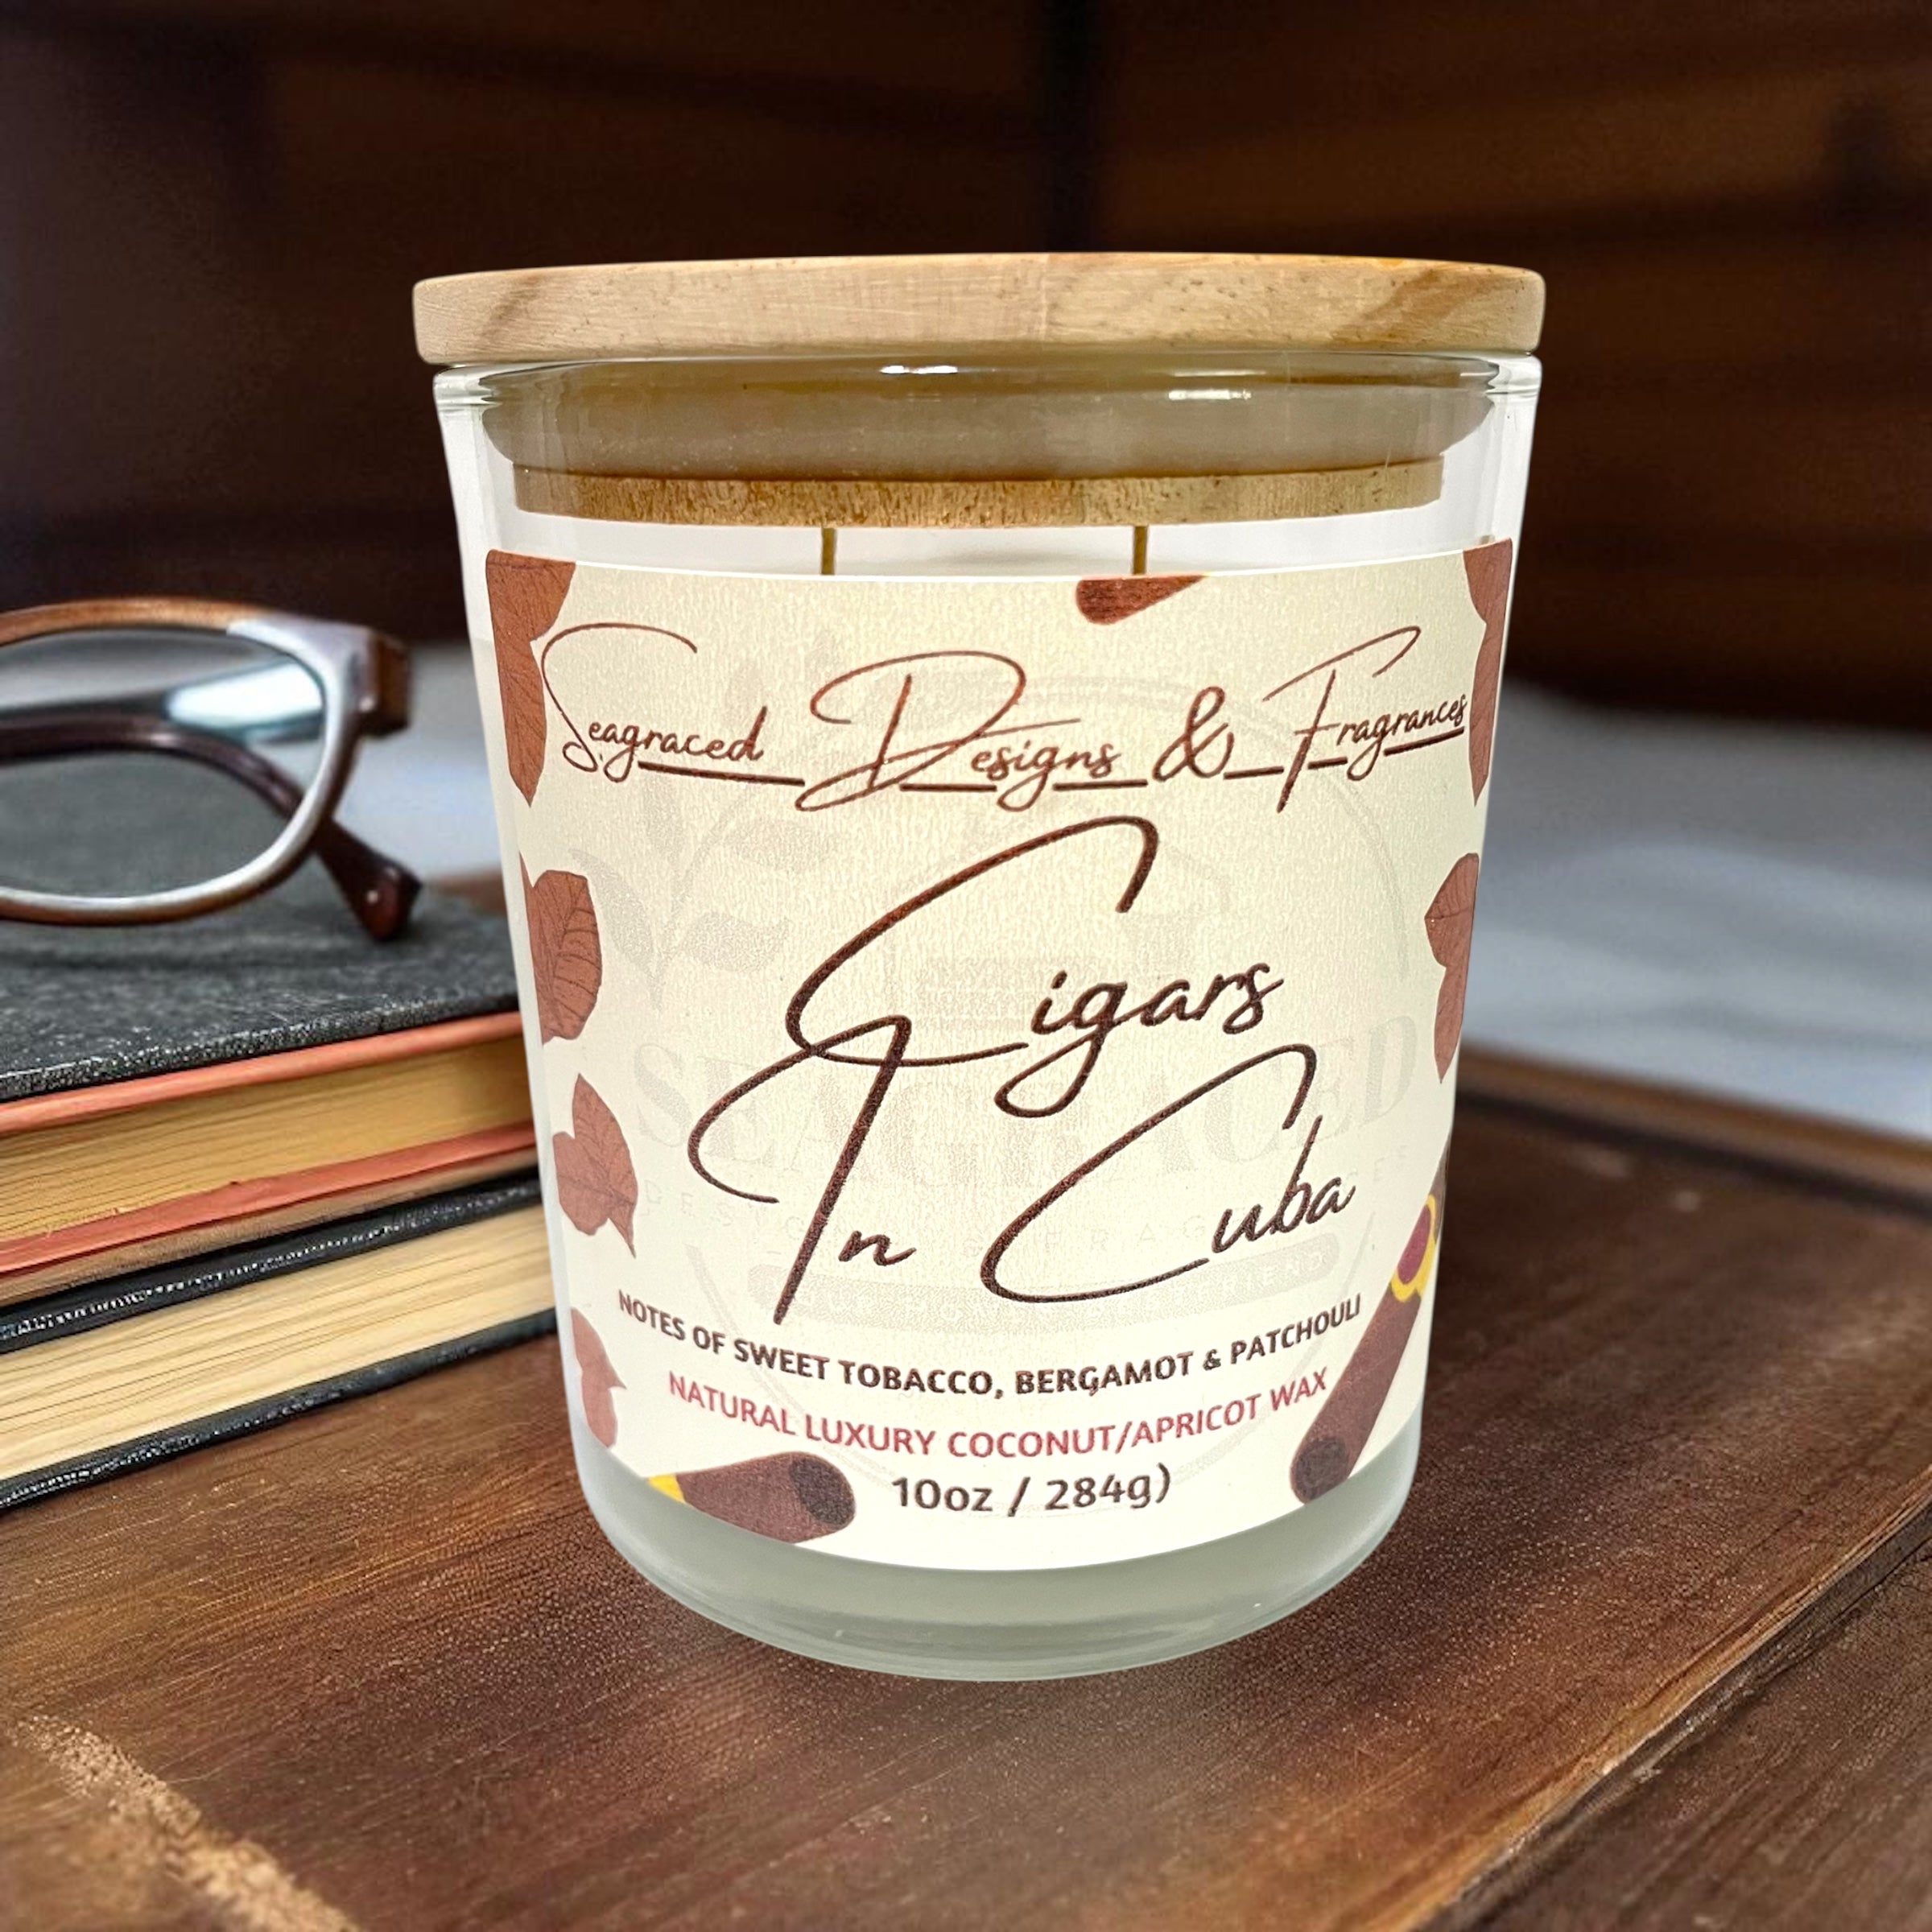 Seagraced Designs & Fragrances
Cigars
In Cuba
SEAGRACED
NOTES OF SWEET TOBACCO, BERGAMOT & PATCHOULI
NATURAL LUXURY COCONUT/APRICOT WAX
10oz / 284g)